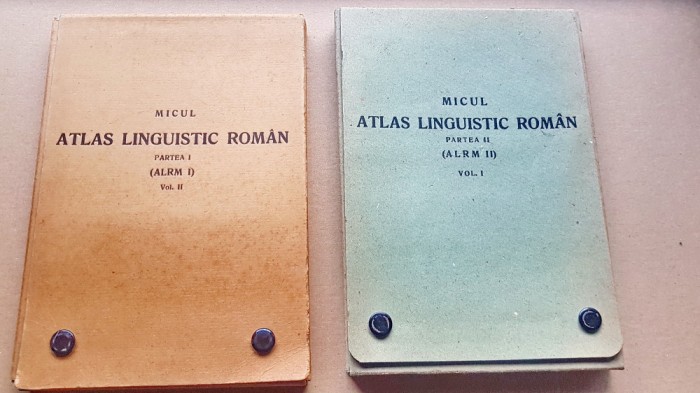 MICUL
ATLAS LINGUISTIC ROMÂN
PARTEA I
(ALRM I)
Vol. II
MICUL
ATLAS LINGUISTIC ROMÂN
PARTEA II
(ALRM II)
VOL. I